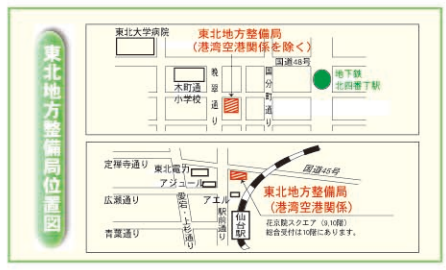 東北地方整備局位置図
東北大学病院
東北地方整備局
(港湾空港関係を除く)
国道48号
晩翠通り
国分町通り
地下鉄
北四番丁駅
木町通
小学校
定禅寺通り
東北電力
国道45号
アジュール
東北地方整備局
(港湾空港関係)
広瀬通り
アエル
愛宕・上杉通り
駅前通り
仙台駅
花京院スクエア(9,10階)
総合受付は10階にあります。
青葉通り